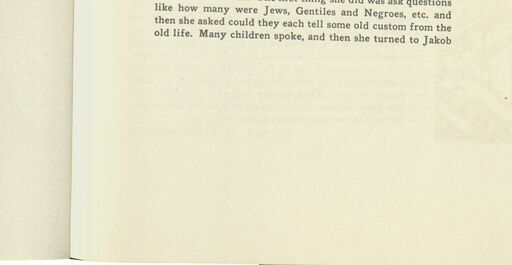 thing she did was ask questions
like how many were Jews, Gentiles and Negroes, etc. and
then she asked could they each tell some old custom from the
old life. Many children spoke, and then she turned to Jakob